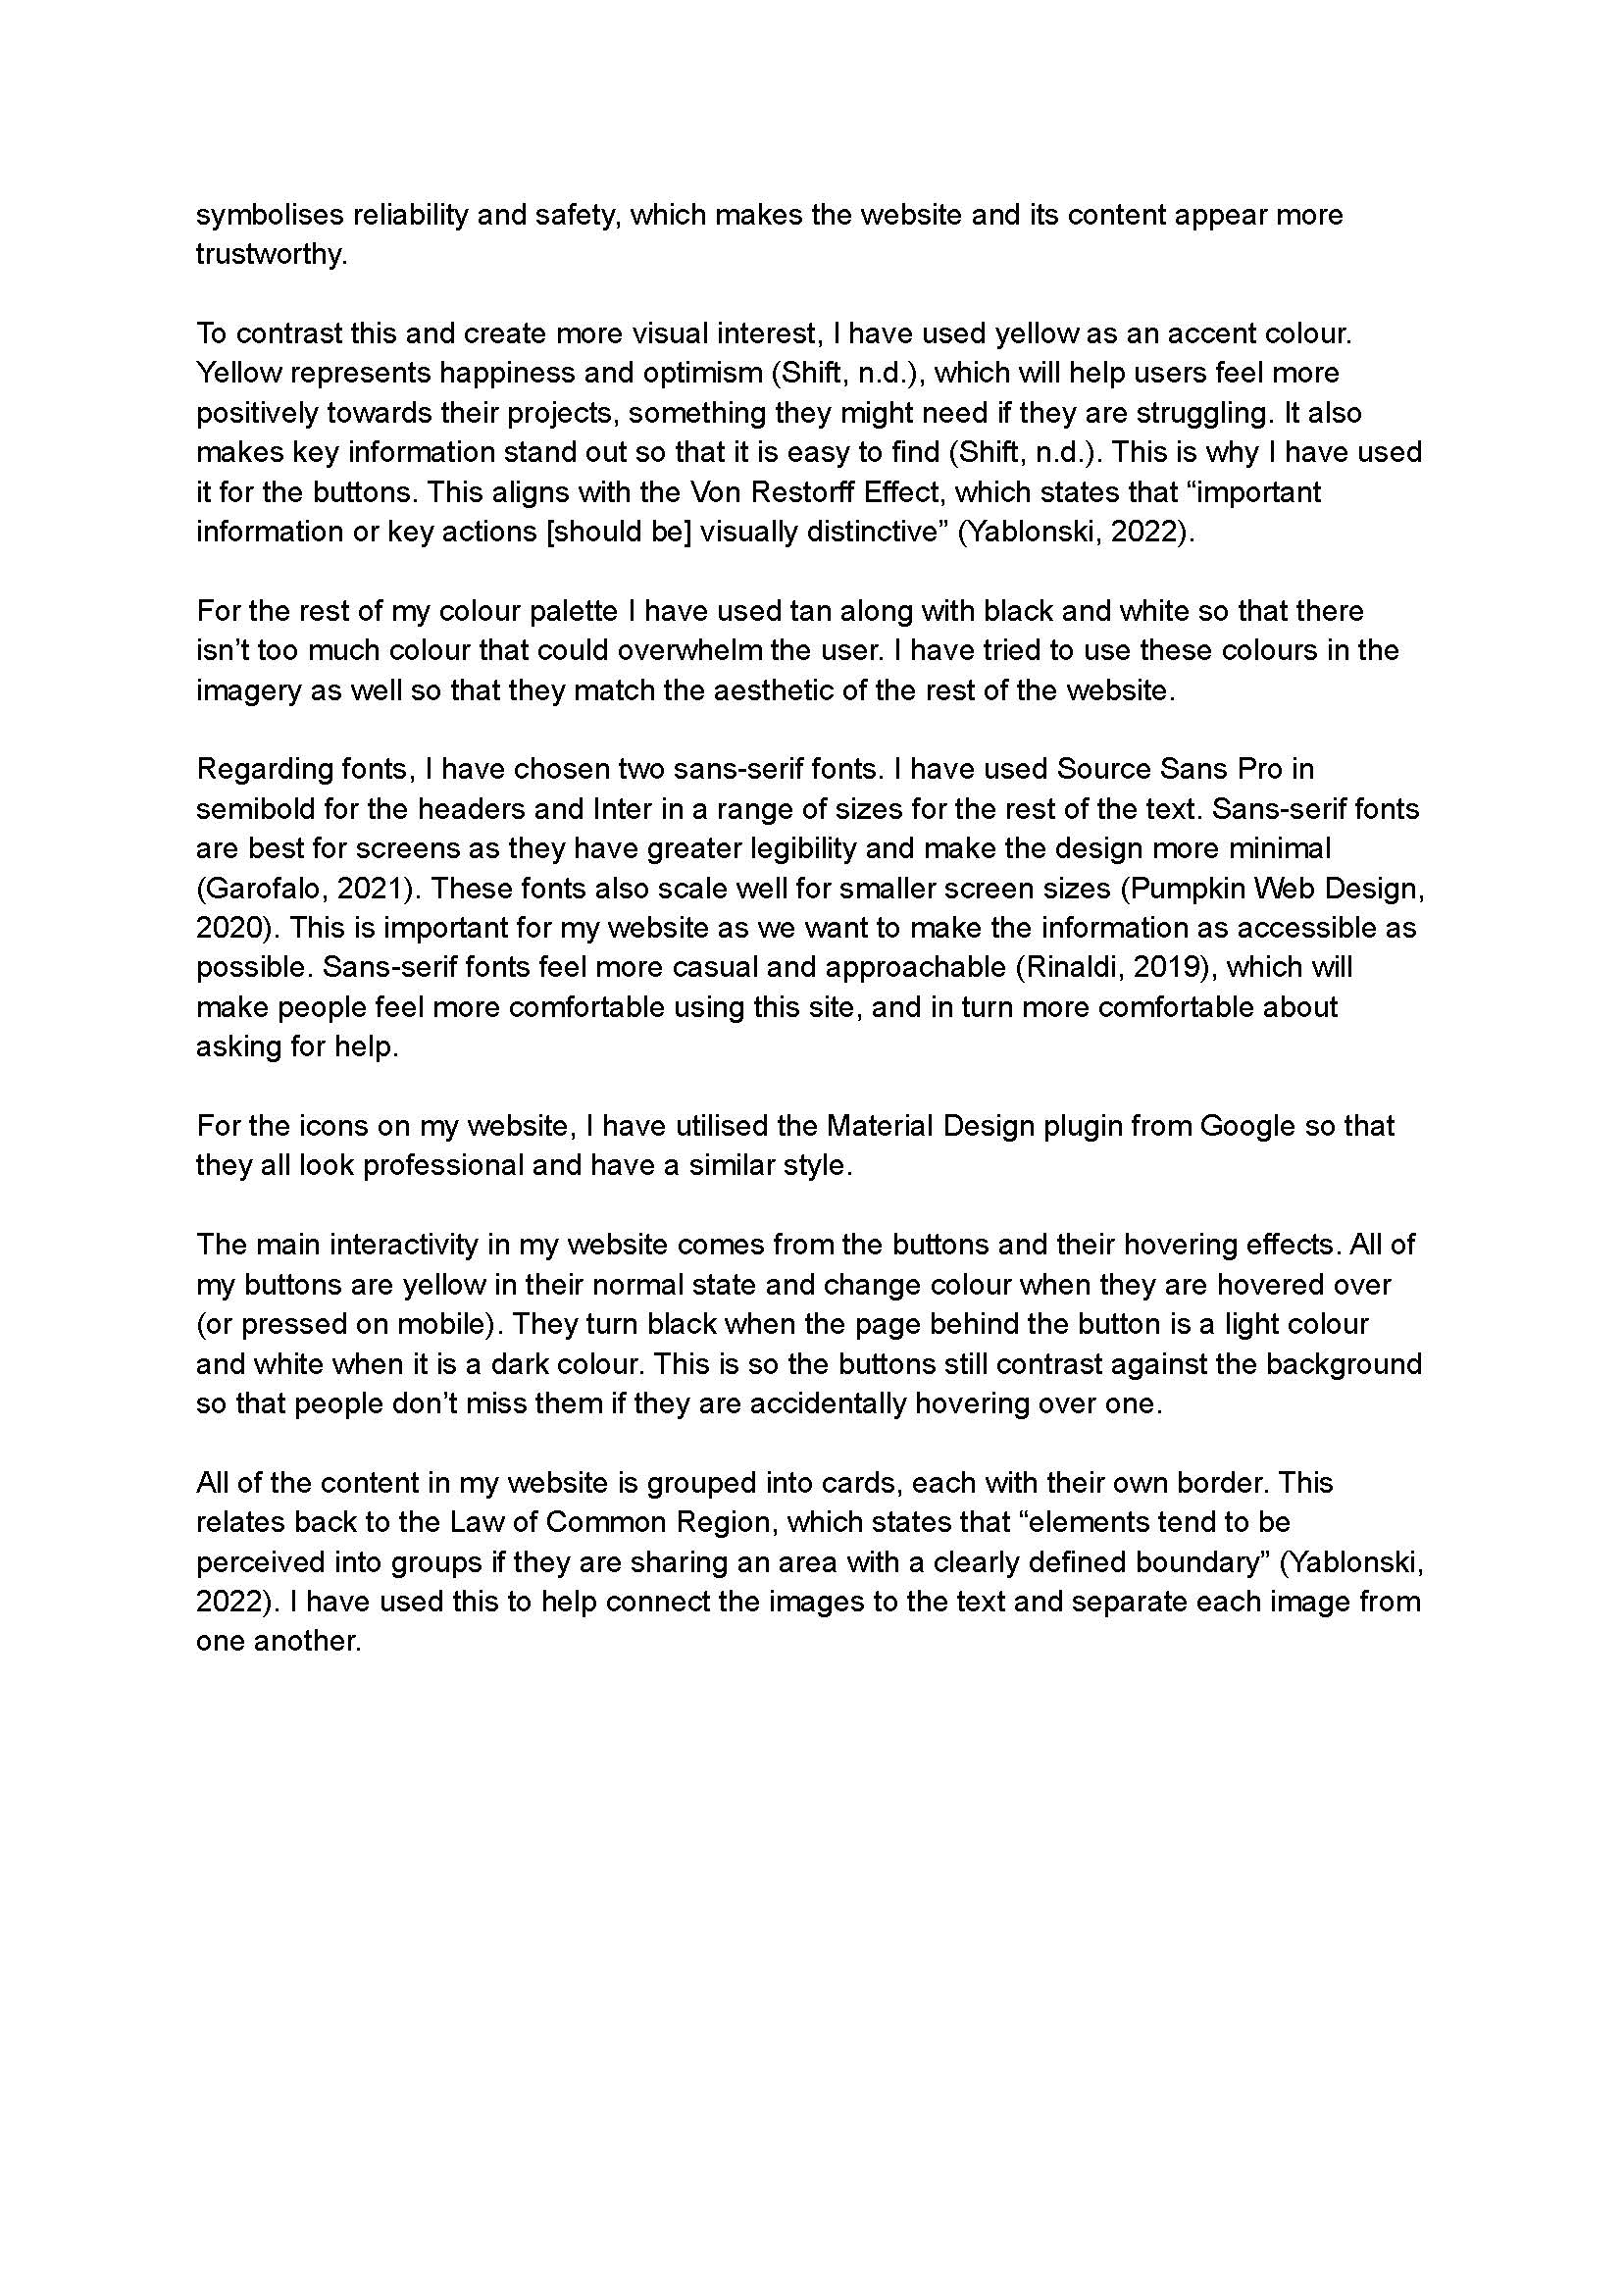 symbolises reliability and safety, which makes the website and its content appear more
trustworthy.
To contrast this and create more visual interest, I have used yellow as an accent colour.
Yellow represents happiness and optimism (Shift, n.d.), which will help users feel more
positively towards their projects, something they might need if they are struggling. It also
makes key information stand out so that it is easy to find (Shift, n.d.). This is why I have used
it for the buttons. This aligns with the Von Restorff Effect, which states that “important
information or key actions [should be] visually distinctive” (Yablonski, 2022).
For the rest of my colour palette I have used tan along with black and white so that there
isn’t too much colour that could overwhelm the user. I have tried to use these colours in the
imagery as well so that they match the aesthetic of the rest of the website.
Regarding fonts, I have chosen two sans-serif fonts. I have used Source Sans Pro in
semibold for the headers and Inter in a range of sizes for the rest of the text. Sans-serif fonts
are best for screens as they have greater legibility and make the design more minimal
(Garofalo, 2021). These fonts also scale well for smaller screen sizes (Pumpkin Web Design,
2020). This is important for my website as we want to make the information as accessible as
possible. Sans-serif fonts feel more casual and approachable (Rinaldi, 2019), which will
make people feel more comfortable using this site, and in turn more comfortable about
asking for help.
For the icons on my website, I have utilised the Material Design plugin from Google so that
they all look professional and have a similar style.
The main interactivity in my website comes from the buttons and their hovering effects. All of
my buttons are yellow in their normal state and change colour when they are hovered over
(or pressed on mobile). They turn black when the page behind the button is a light colour
and white when it is a dark colour. This is so the buttons still contrast against the background
so that people don’t miss them if they are accidentally hovering over one.
All of the content in my website is grouped into cards, each with their own border. This
relates back to the Law of Common Region, which states that “elements tend to be
perceived into groups if they are sharing an area with a clearly defined boundary” (Yablonski,
2022). I have used this to help connect the images to the text and separate each image from
one another.